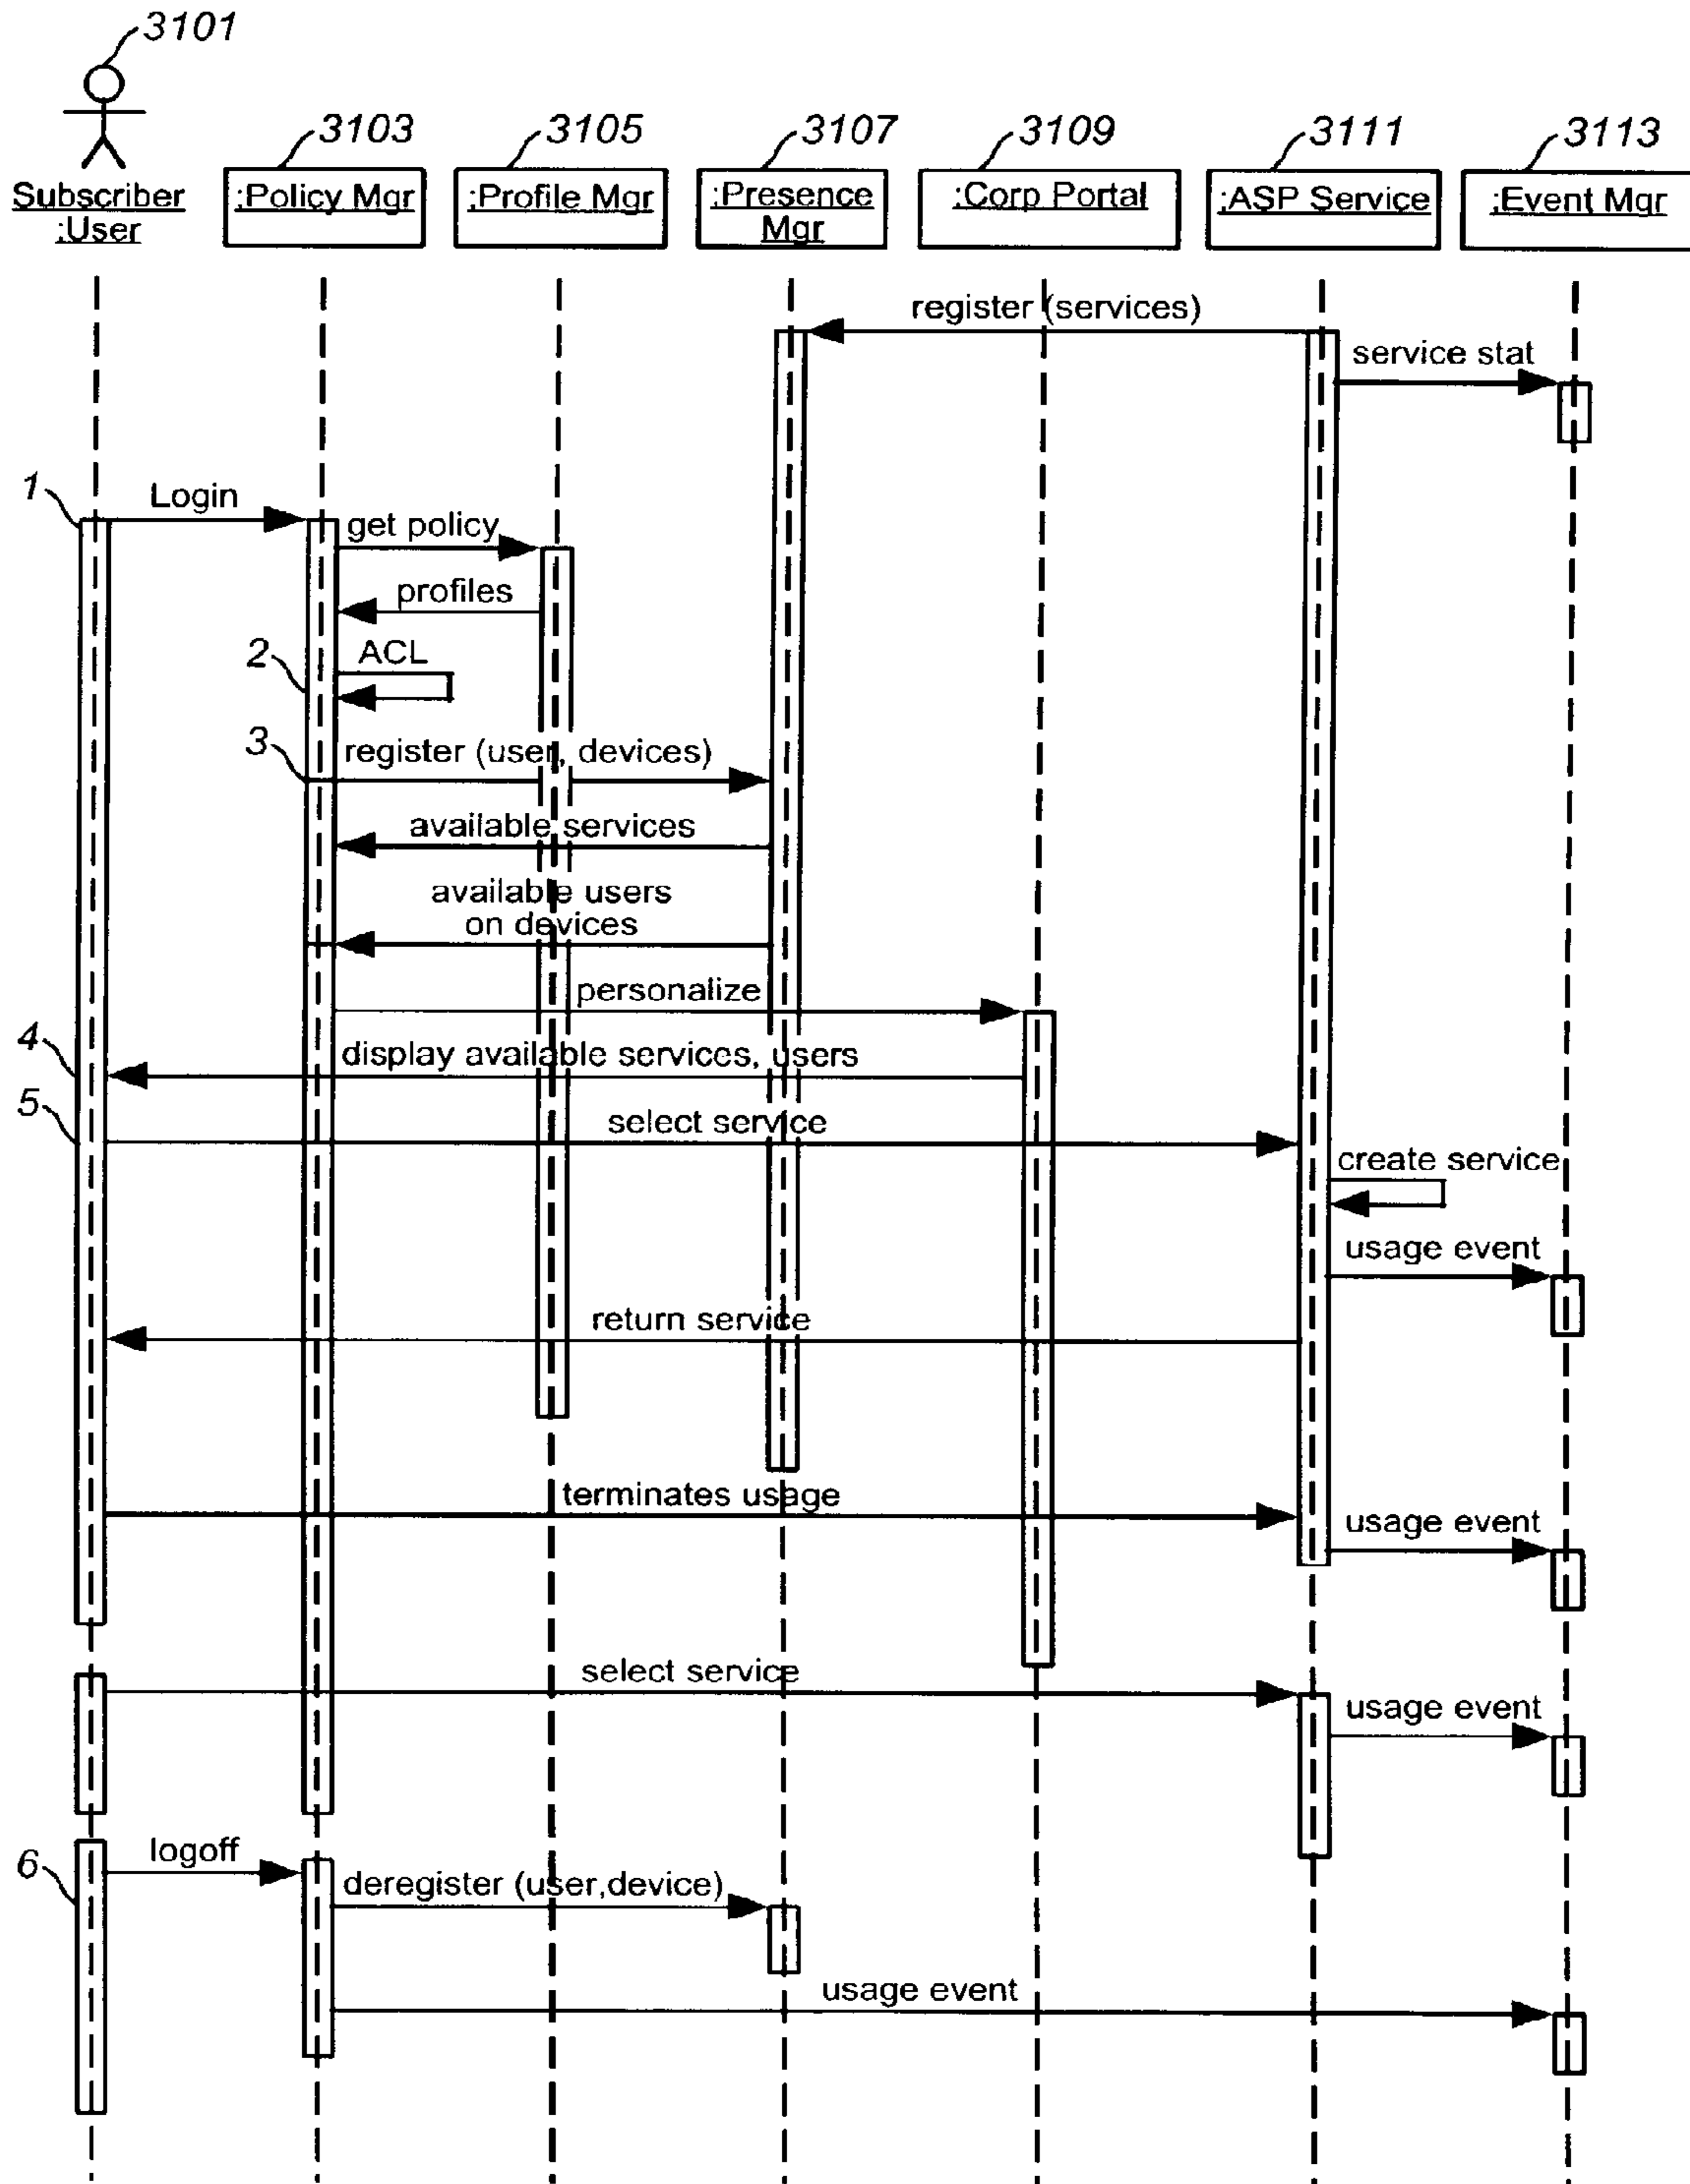 3101
3103
3105
3107
3109
3111
3113
Subscriber
:User
:Policy Mgr
:Profile Mgr
:Presence
Mgr
:Corp Portal
:ASP Service
:Event Mgr
register (services)
service stat
1
Login
get policy
profiles
2
ACL
3
register (user, devices)
available services
available users
on devices
personalize
4
display available services, users
5
select service
create service
usage event
return service
terminates usage
usage event
select service
usage event
6
logoff
deregister (user,device)
usage event